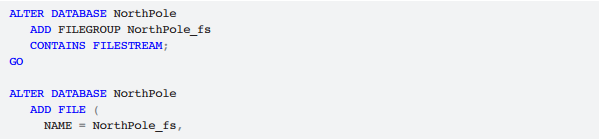 ALTER DATABASE NorthPole
ADD FILEGROUP NorthPole_fs
CONTAINS FILESTREAM;
GO
ALTER DATABASE NorthPole
ADD FILE (
NAME = NorthPole_fs,